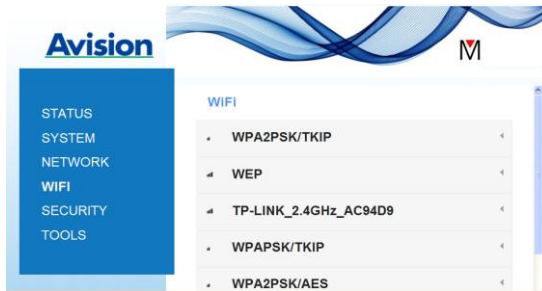 Avision
M
STATUS
SYSTEM
NETWORK
WIFI
SECURITY
TOOLS
WiFi
WPA2PSK/TKIP
WEP
TP-LINK_2.4GHz_AC94D9
WPAPSK/TKIP
WPA2PSK/AES